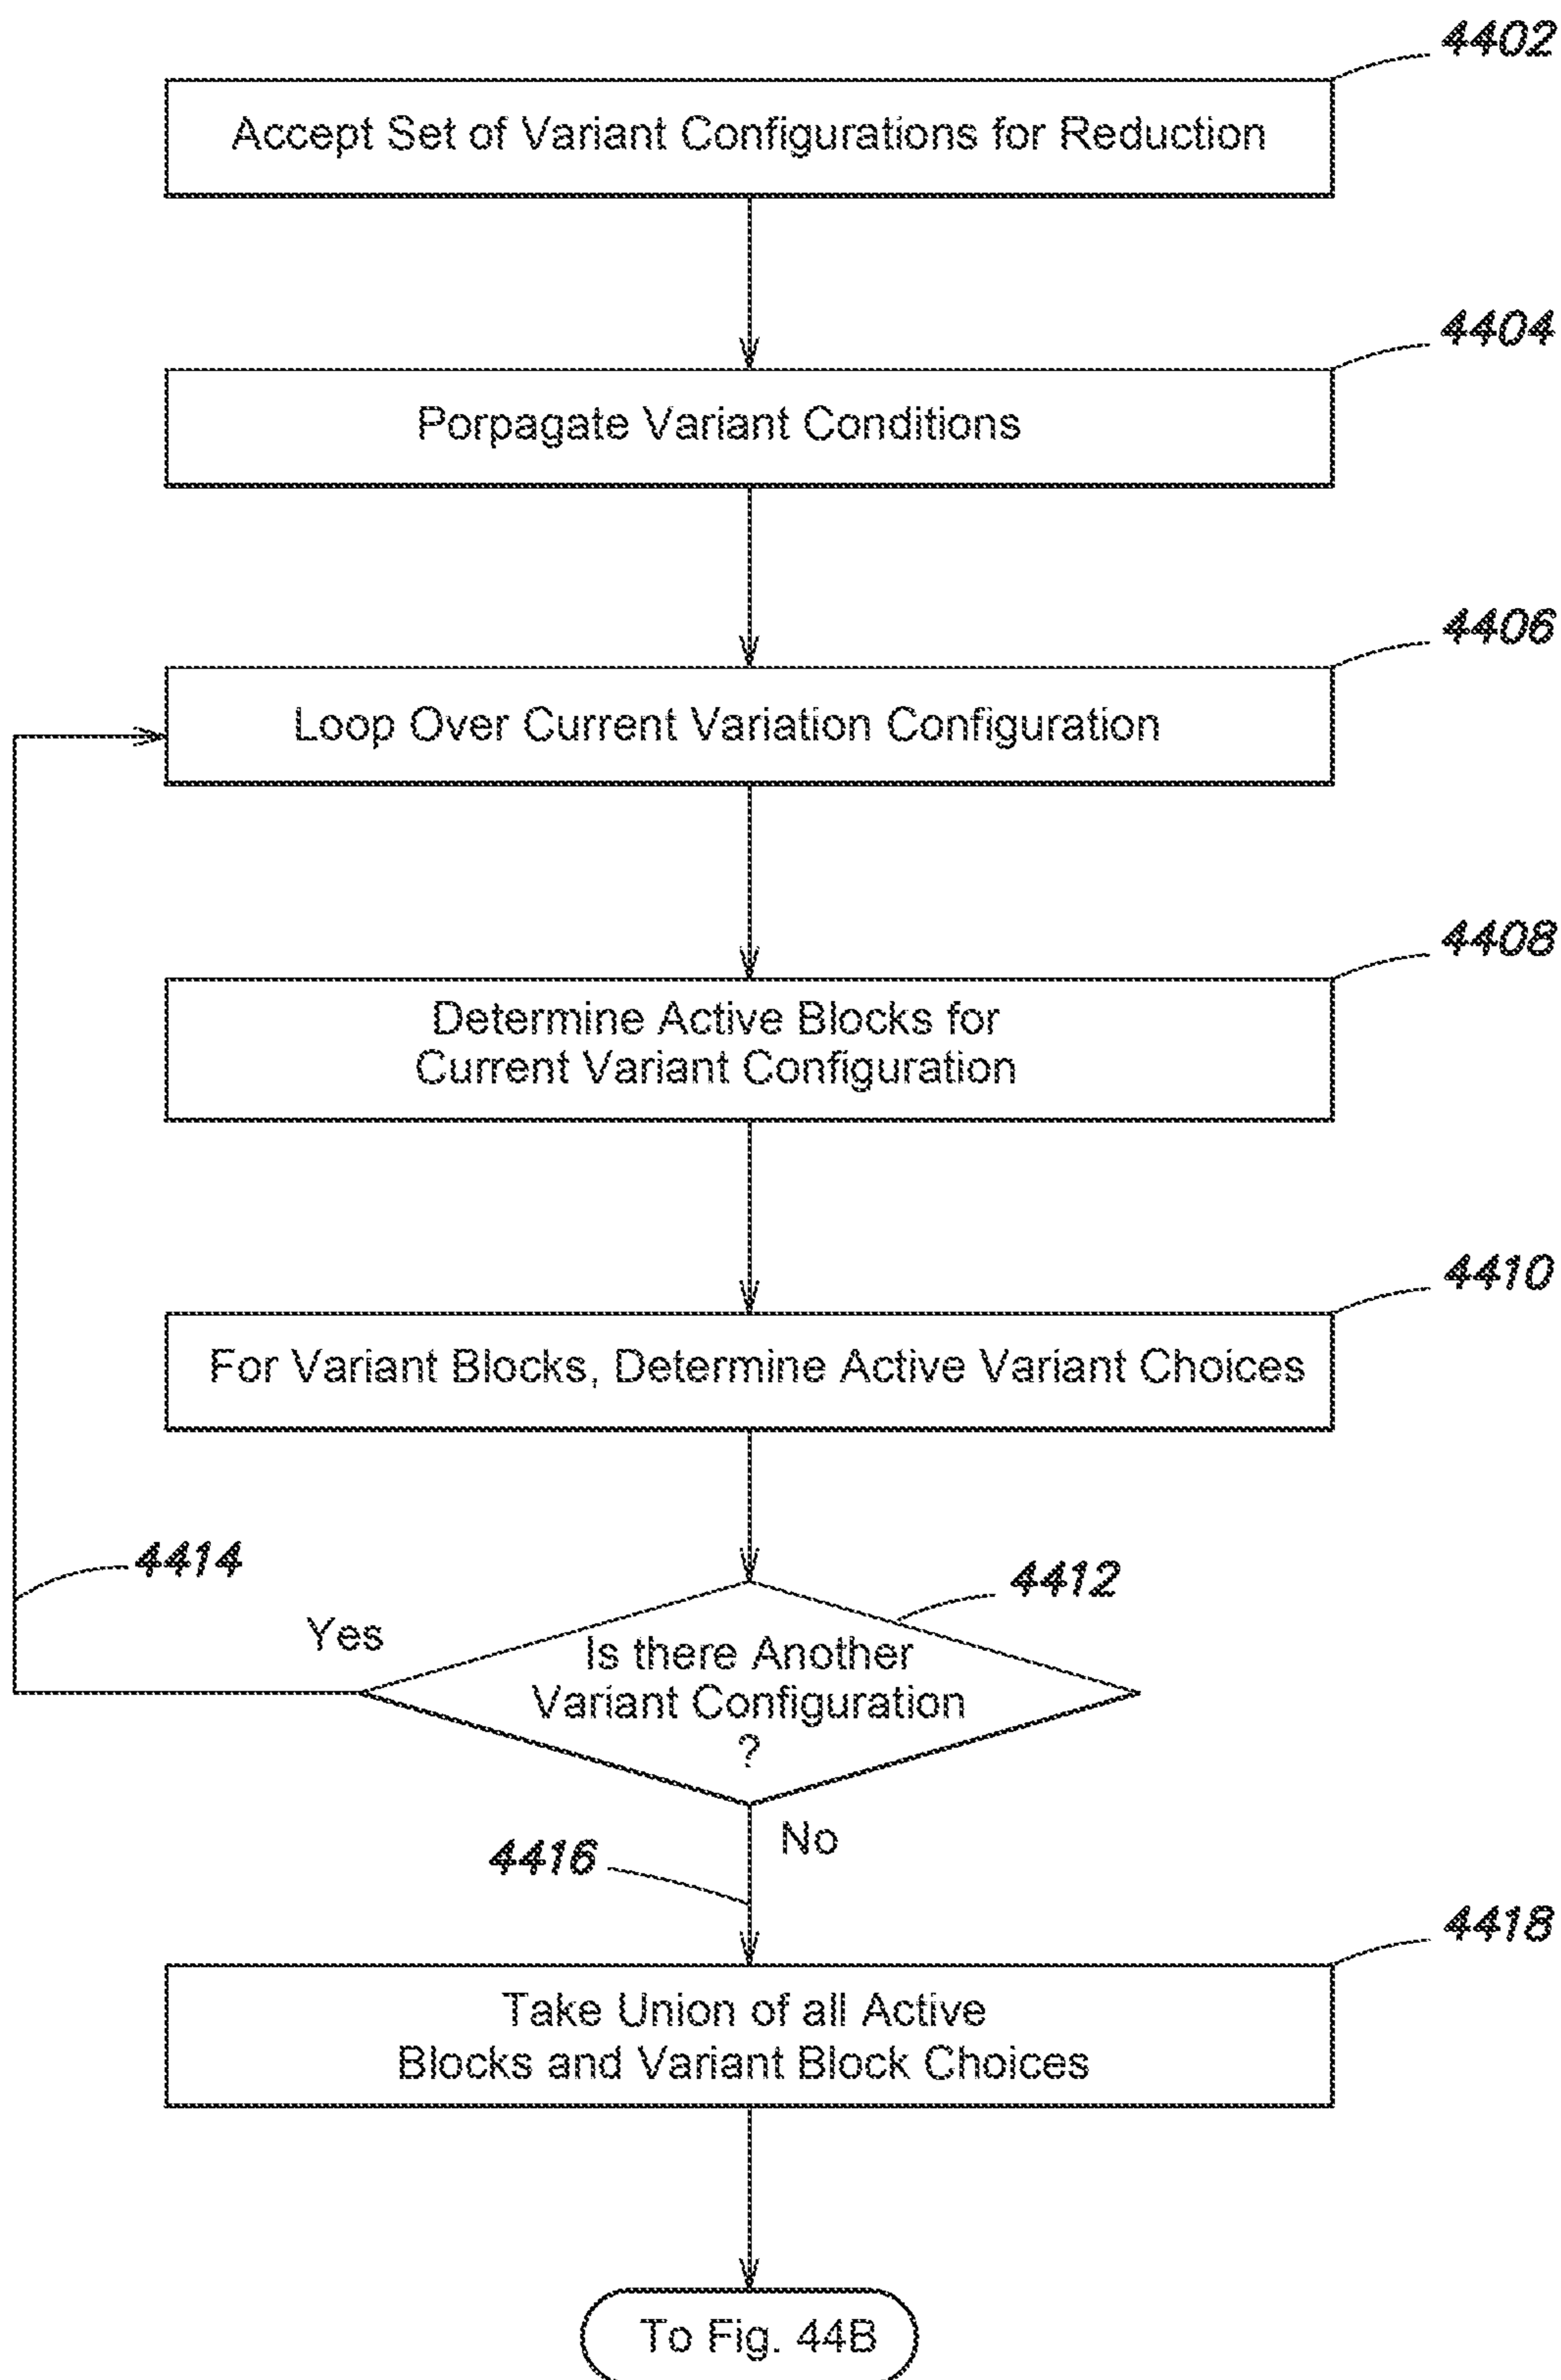 4402
Accept Set of Variant Configurations for Reduction
4404
Porpagate Variant Conditions
4406
Loop Over Current Variation Configuration
4408
Determine Active Blocks for
Current Variant Configuration
4410
For Variant Blocks, Determine Active Variant Choices
4414
4412
Yes
Is there Another
Variant Configuration
?
No
4416
4418
Take Union of all Active
Blocks and Variant Block Choices
To Fig. 44B